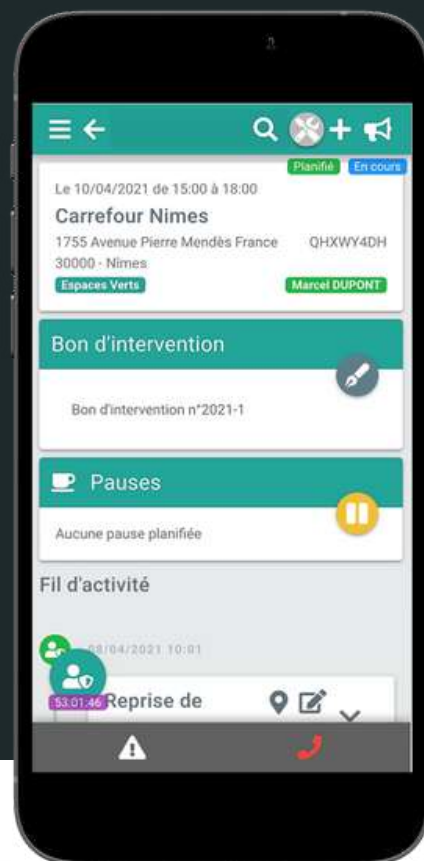 Planifié En cours
Le 10/04/2021 de 15:00 à 18:00
Carrefour Nimes
1755 Avenue Pierre Mendès France QHXWY4DH
30000 - Nimes
Espaces Verts Marcel DUPONT
Bon d'intervention
Bon d'intervention n°2021-1
Pauses
Aucune pause planifiée
Fil d'activité
08/04/2021 10:01
53:01:46 Reprise de